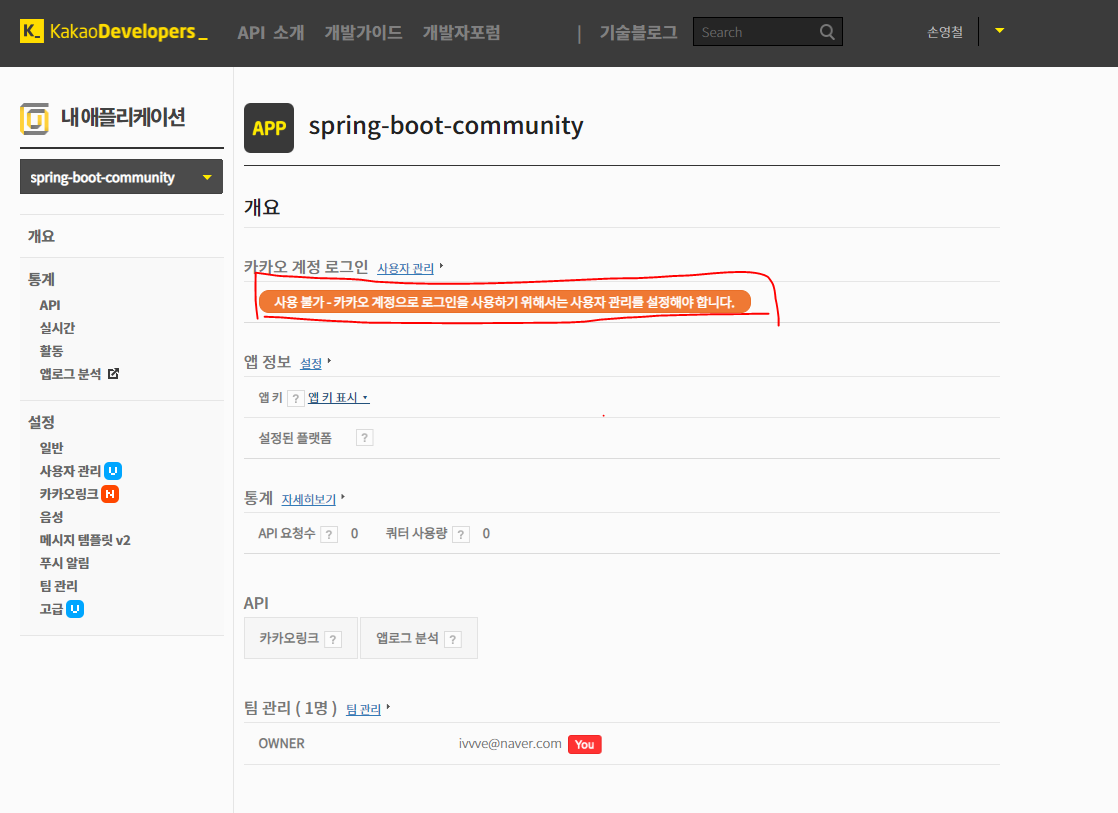 K_ KakaoDevelopers_ API 소개 개발가이드 개발자포럼 | 기술블로그 Search 손영철
내 애플리케이션
spring-boot-community
개요
통계
API
실시간
활동
앱로그 분석
설정
일반
사용자 관리 U
카카오링크 N
음성
메시지 템플릿 v2
푸시 알림
팀 관리
고급 U
APP spring-boot-community
개요
카카오 계정 로그인 사용자 관리
사용 불가 - 카카오 계정으로 로그인을 사용하기 위해서는 사용자 관리를 설정해야 합니다.
앱 정보 설정
앱 키 ? 앱 키 표시
설정된 플랫폼 ?
통계 자세히보기
API 요청수 ? 0 쿼터 사용량 ? 0
API
카카오링크 ? 앱로그 분석 ?
팀 관리 ( 1명 ) 팀 관리
OWNER ivvve@naver.com You